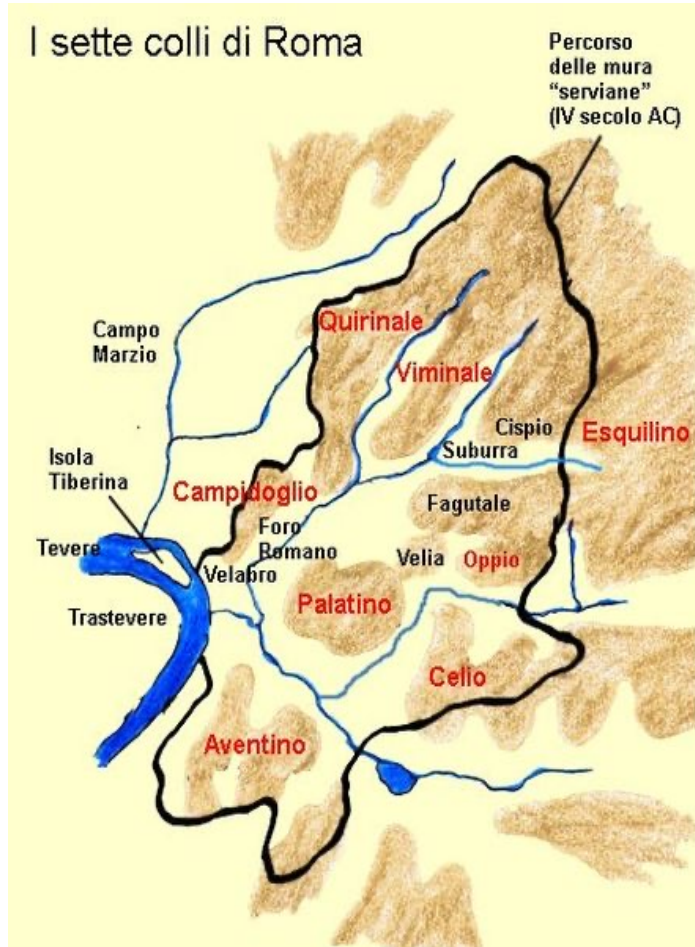 I sette colli di Roma
Percorso
delle mura
“serviane”
(IV secolo AC)
Quirinale
Campo
Marzio
Viminale
Cispio
Esquilino
Suburra
Isola
Tiberina
Campidoglio
Fagutale
Foro
Romano
Tevere
Velia
Oppio
Velabro
Palatino
Trastevere
Celio
Aventino